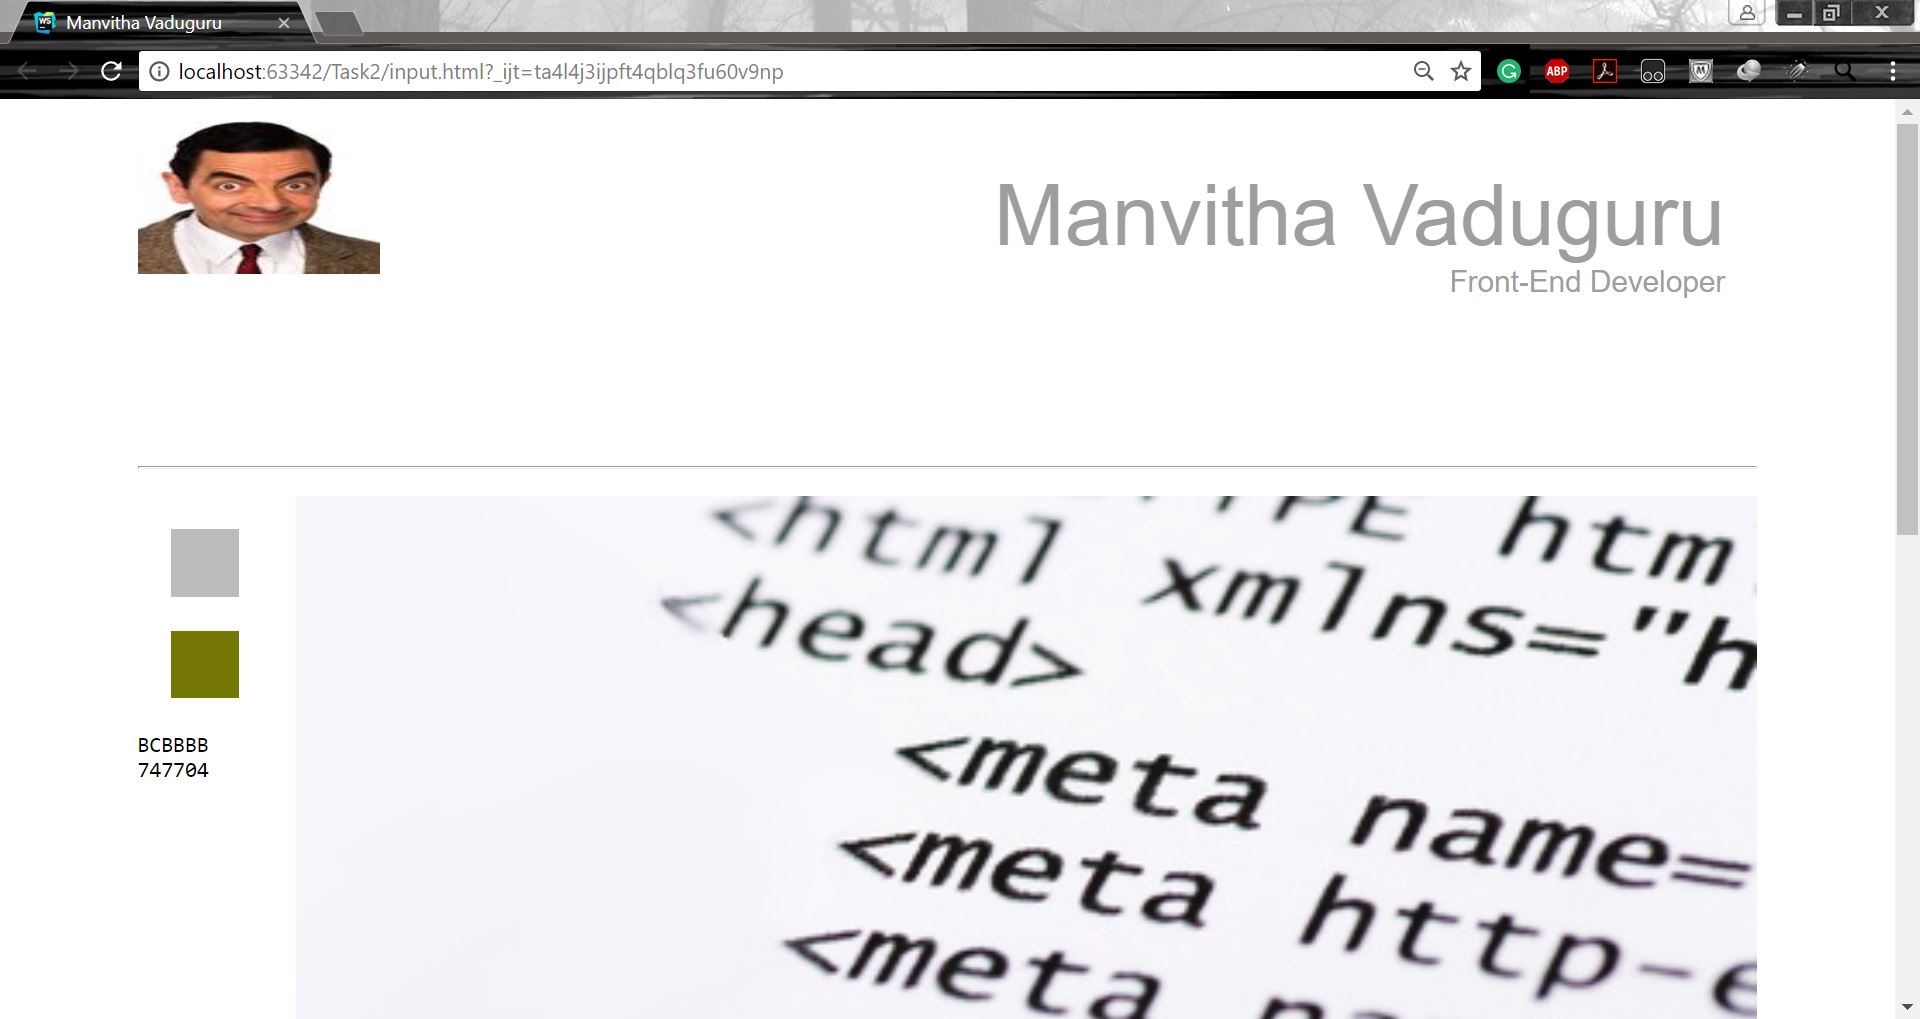 Manvitha Vaduguru
localhost:63342/Task2/input.html?_ijt=ta4l4j3ijpft4qblq3fu60v9np
ABP
Manvitha Vaduguru
Front-End Developer
BCBBBB
747704
<html xmlns="h
<head>
<meta name=
<meta http-e
<meta